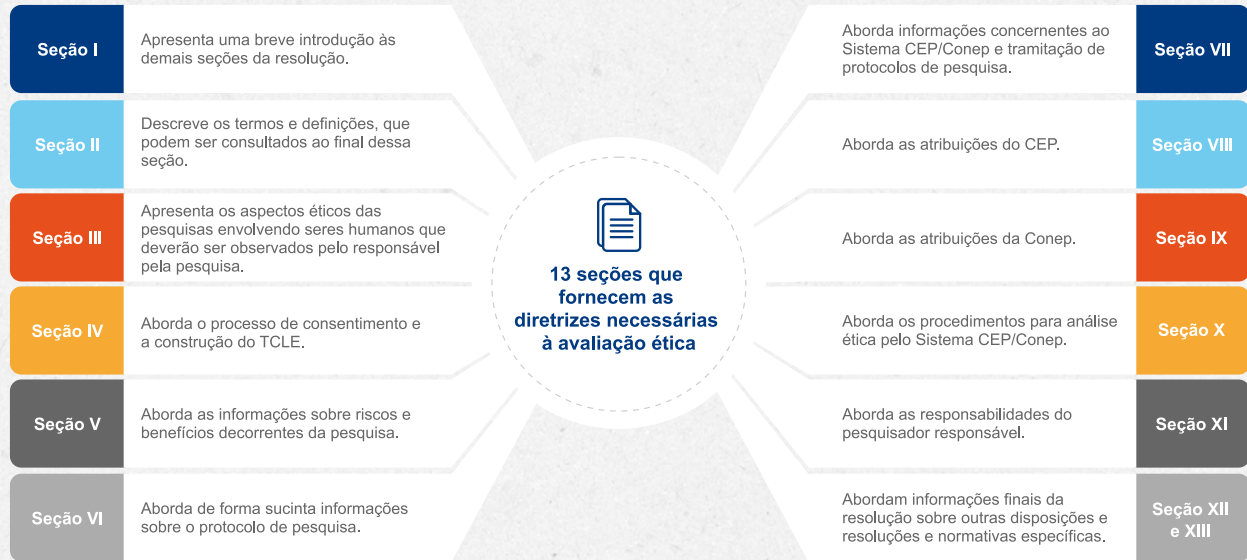 Seção I
Apresenta uma breve introdução às
demais seções da resolução.
Seção II
Descreve os termos e definições, que
podem ser consultados ao final dessa
seção.
Seção III
Apresenta os aspectos éticos das
pesquisas envolvendo seres humanos que
deverão ser observados pelo responsável
pela pesquisa.
Seção IV
Aborda o processo de consentimento e
a construção do TCLE.
Seção V
Aborda as informações sobre riscos e
benefícios decorrentes da pesquisa.
Seção VI
Aborda de forma sucinta informações
sobre o protocolo de pesquisa.
13 seções que
fornecem as
diretrizes necessárias
à avaliação ética
Aborda informações concernentes ao
Sistema CEP/Conep e tramitação de
protocolos de pesquisa.
Seção VII
Aborda as atribuições do CEP.
Seção VIII
Aborda as atribuições da Conep.
Seção IX
Aborda os procedimentos para análise
ética pelo Sistema CEP/Conep.
Seção X
Aborda as responsabilidades do
pesquisador responsável.
Seção XI
Abordam informações finais da
resolução sobre outras disposições e
resoluções e normativas específicas.
Seção XII
e XIII